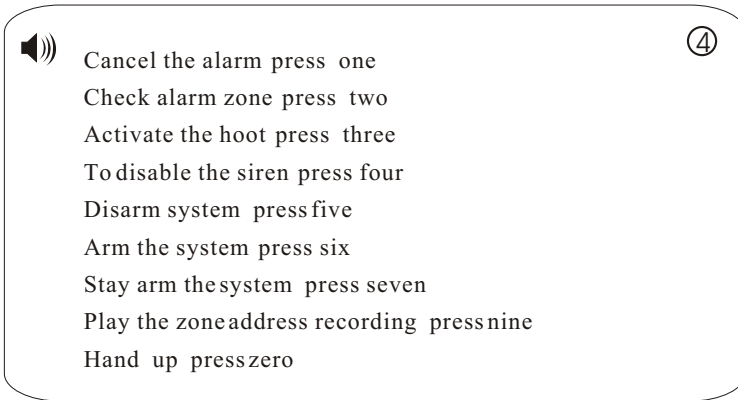 ④
Cancel the alarm press one
Check alarm zone press two
Activate the hoot press three
To disable the siren press four
Disarm system press five
Arm the system press six
Stay arm the system press seven
Play the zone address recording press nine
Hand up press zero